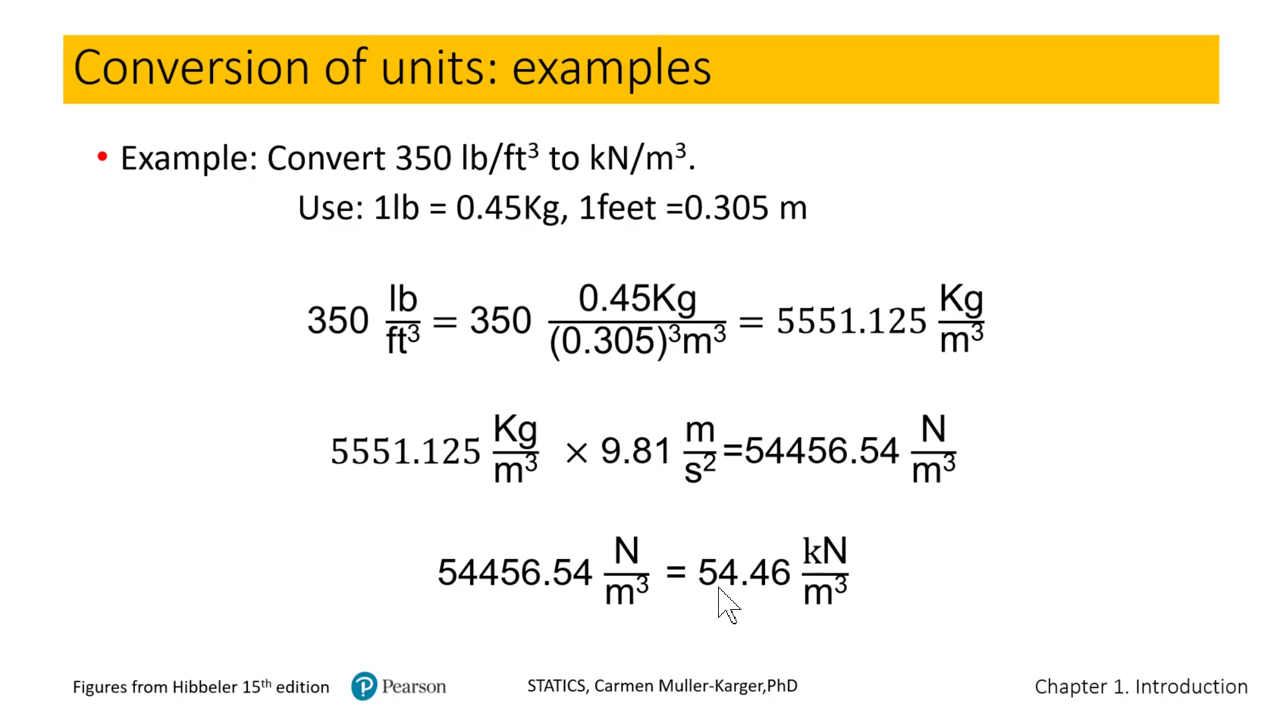 Conversion of units: examples
• Example: Convert 350 lb/ft³ to kN/m³.
Use: 1lb = 0.45Kg, 1feet =0.305 m
350 lb/ft³ = 350 0.45Kg/(0.305)³m³ = 5551.125 Kg/m³
5551.125 Kg/m³ × 9.81 m/s² =54456.54 N/m³
54456.54 N/m³ = 54.46 kN/m³
Figures from Hibbeler 15th edition
P Pearson
STATICS, Carmen Muller-Karger,PhD
Chapter 1. Introduction